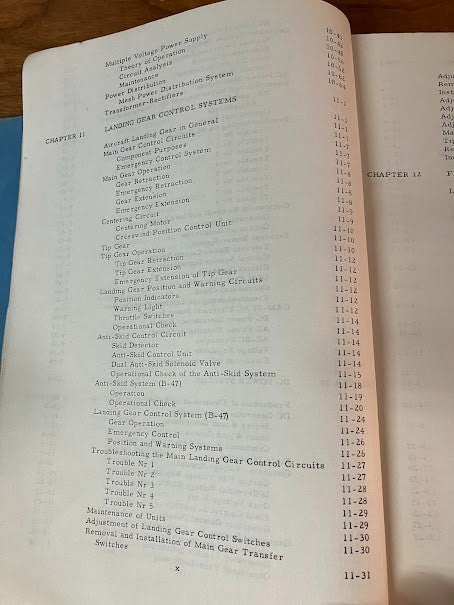 Multiple Voltage Power Supply 10-41
Theory of Operation 10-42
Circuit Analysis 10-48
Maintenance 10-56
Power Distribution 10-62
Mesh Power Distribution System 10-62
Transformer-Rectifiers 10-64
CHAPTER 11 LANDING GEAR CONTROL SYSTEMS 11-1
Aircraft Landing Gear in General 11-1
Main Gear Control Circuits 11-1
Component Purposes 11-1
Emergency Control System 11-7
Main Gear Operation 11-7
Gear Retraction 11-7
Emergency Retraction 11-7
Gear Extension 11-8
Emergency Extension 11-8
Centering Circuit 11-8
Centering Motor 11-9
Crosswind Position Control Unit 11-9
Tip Gear 11-10
Tip Gear Operation 11-10
Tip Gear Retraction 11-10
Tip Gear Extension 11-12
Emergency Extension of Tip Gear 11-12
Landing Gear Position and Warning Circuits 11-12
Position Indicators 11-12
Warning Light 11-12
Throttle Switches 11-12
Operational Check 11-14
Anti-Skid Control Circuit 11-14
Skid Detector 11-14
Anti-Skid Control Unit 11-14
Dual Anti-Skid Solenoid Valve 11-14
Operational Check of the Anti-Skid System 11-15
Anti-Skid System (B-47) 11-18
Operation 11-19
Operational Check 11-20
Landing Gear Control System (B-47) 11-24
Gear Operation 11-24
Emergency Control 11-26
Position and Warning Systems 11-26
Troubleshooting the Main Landing Gear Control Circuits 11-27
Trouble Nr 1 11-27
Trouble Nr 2 11-28
Trouble Nr 3 11-28
Trouble Nr 4 11-29
Trouble Nr 5 11-29
Maintenance of Units 11-30
Adjustment of Landing Gear Control Switches 11-30
Removal and Installation of Main Gear Transfer
Switches 11-31
x
CHAPTER 12